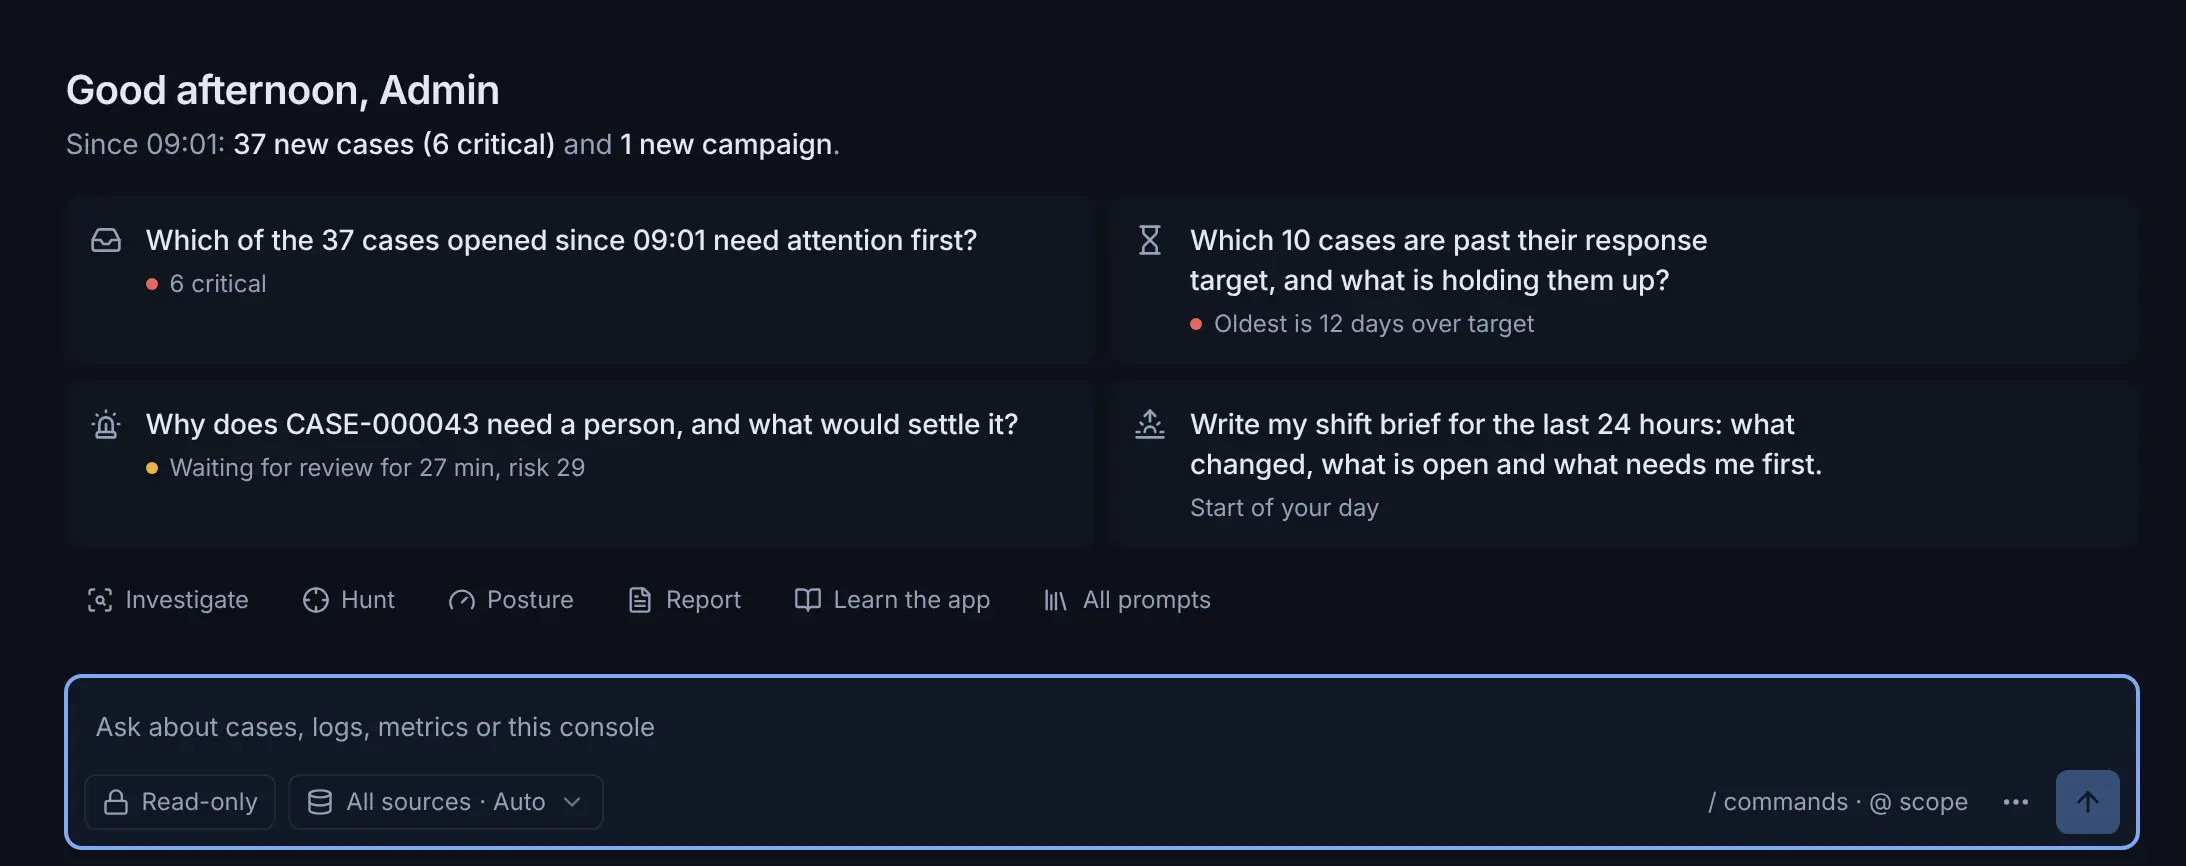 Good afternoon, Admin
Since 09:01: 37 new cases (6 critical) and 1 new campaign.
Which of the 37 cases opened since 09:01 need attention first?
6 critical
Which 10 cases are past their response
target, and what is holding them up?
Oldest is 12 days over target
Why does CASE-000043 need a person, and what would settle it?
Waiting for review for 27 min, risk 29
Write my shift brief for the last 24 hours: what
changed, what is open and what needs me first.
Start of your day
Investigate
Hunt
Posture
Report
Learn the app
All prompts
Ask about cases, logs, metrics or this console
Read-only
All sources · Auto
/ commands · @ scope